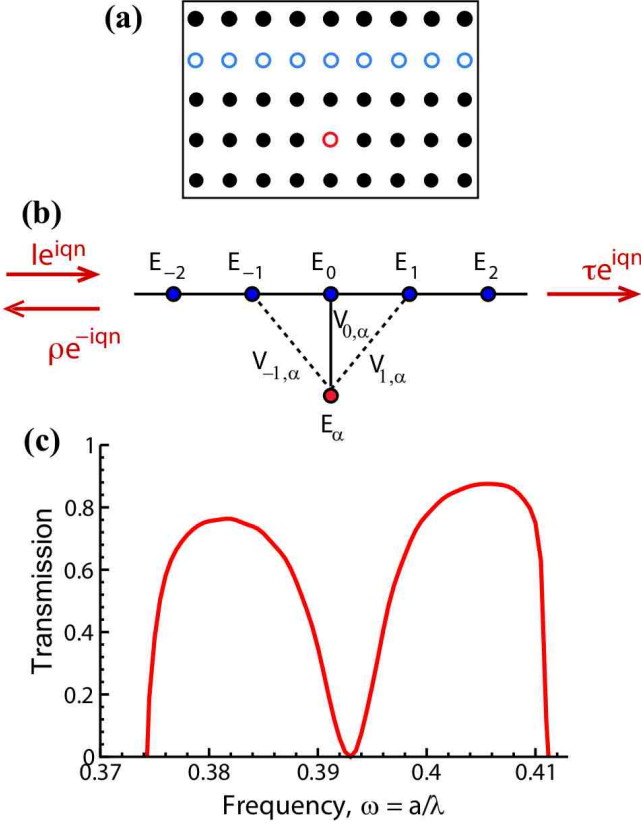 (a)
(b)
Ie^{iqn}
E_{-2} E_{-1} E_0 E_1 E_2
τe^{iqn}
ρe^{-iqn}
V_{0,α}
V_{-1,α} V_{1,α}
E_α
(c)
1
0.8
0.6
0.4
0.2
0
Transmission
0.37 0.38 0.39 0.4 0.41
Frequency, ω = a/λ